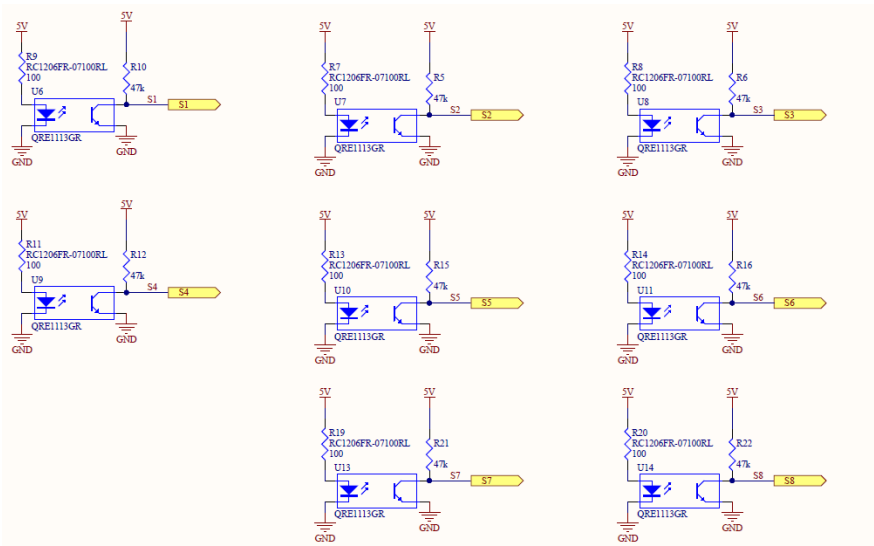 5V
5V
R9
RC1206FR-07100RL
100
R10
47k
U6
S1
S1
QRE1113GR
GND
GND
5V
5V
R7
RC1206FR-07100RL
100
R5
47k
U7
S2
S2
QRE1113GR
GND
GND
5V
5V
R8
RC1206FR-07100RL
100
R6
47k
U8
S3
S3
QRE1113GR
GND
GND
5V
5V
R11
RC1206FR-07100RL
100
R12
47k
U9
S4
S4
QRE1113GR
GND
GND
5V
5V
R13
RC1206FR-07100RL
100
R15
47k
U10
S5
S5
QRE1113GR
GND
GND
5V
5V
R14
RC1206FR-07100RL
100
R16
47k
U11
S6
S6
QRE1113GR
GND
GND
5V
5V
R19
RC1206FR-07100RL
100
R21
47k
U13
S7
S7
QRE1113GR
GND
GND
5V
5V
R20
RC1206FR-07100RL
100
R22
47k
U14
S8
S8
QRE1113GR
GND
GND